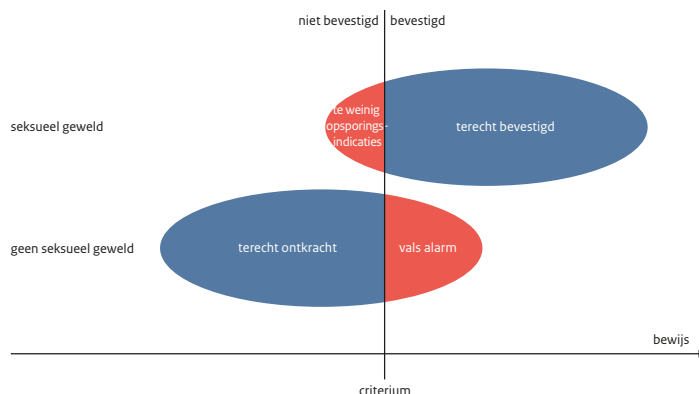 niet bevestigd
bevestigd
seksueel geweld
te weinig
opsporings-
indicaties
terecht bevestigd
geen seksueel geweld
terecht ontkracht
vals alarm
bewijs
criterium